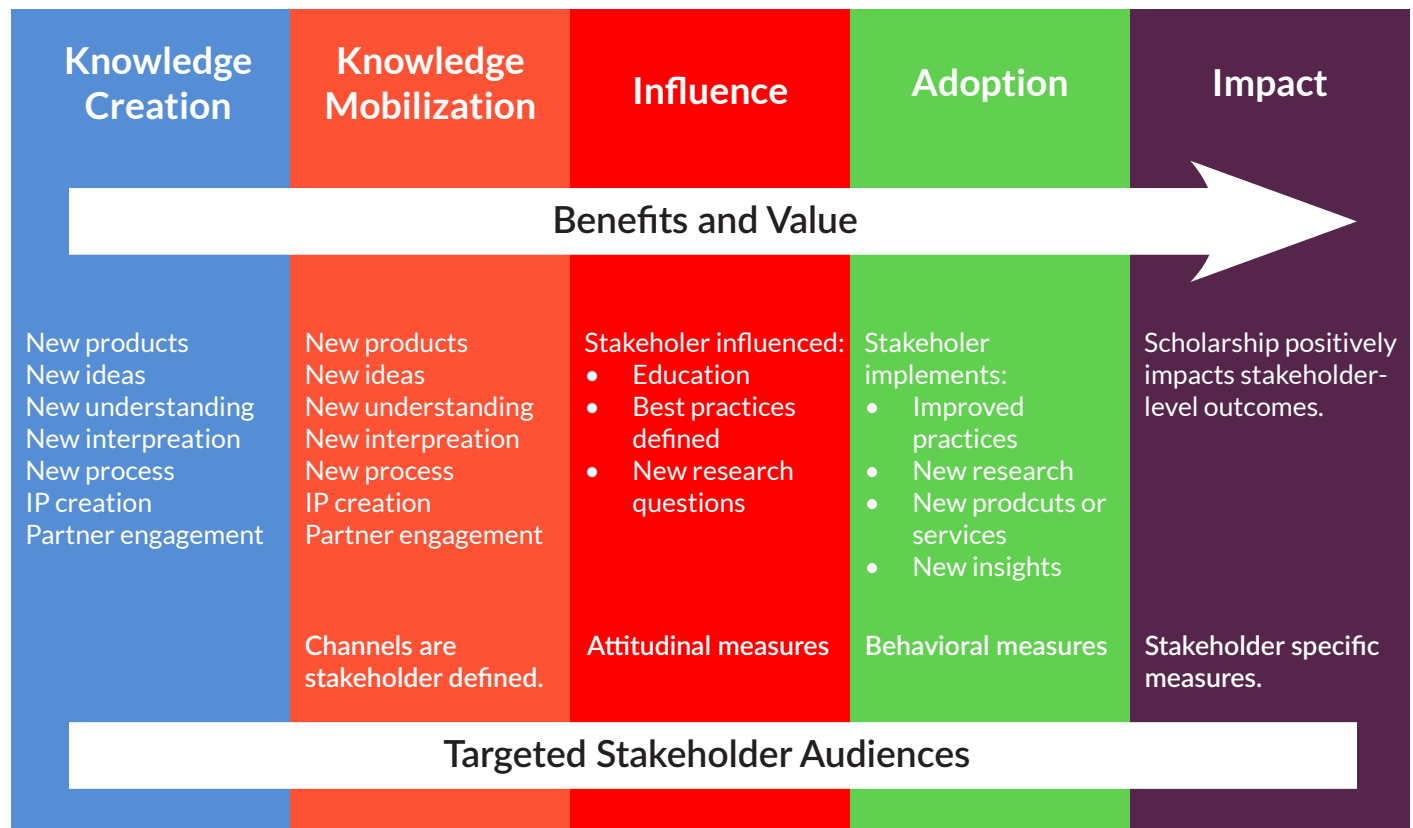 Knowledge
Creation
Knowledge
Mobilization
Influence
Adoption
Impact
Benefits and Value
New products
New ideas
New understanding
New interpreation
New process
IP creation
Partner engagement
New products
New ideas
New understanding
New interpreation
New process
IP creation
Partner engagement
Channels are
stakeholder defined.
Stakeholer influenced:
• Education
• Best practices
defined
• New research
questions
Attitudinal measures
Stakeholer
implements:
• Improved
practices
• New research
• New prodcuts or
services
• New insights
Behavioral measures
Scholarship positively
impacts stakeholder-
level outcomes.
Stakeholder specific
measures.
Targeted Stakeholder Audiences